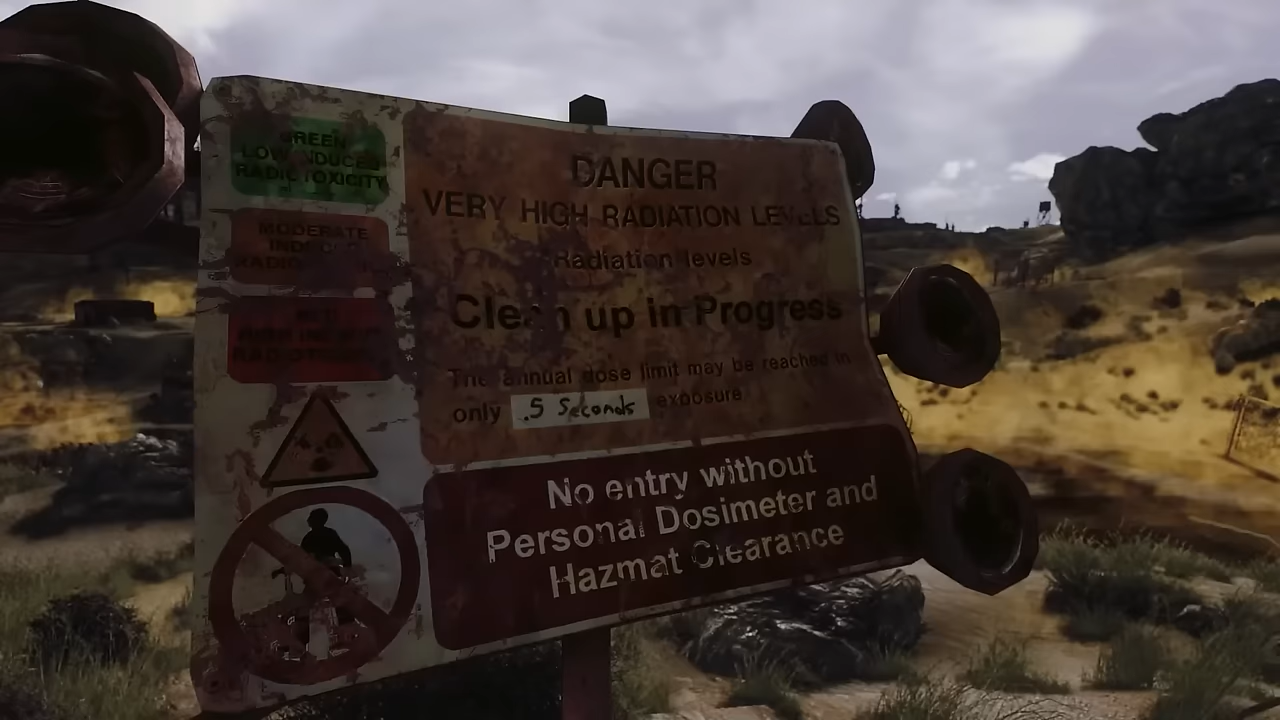 GREEN
LOW INDUCED
RADIOTOXICITY
MODERATE
INDUCED
DANGER
VERY HIGH RADIATION LEVELS
Radiation levels
Clean up in Progress
The annual dose limit may be reached in
only .5 Seconds exposure
No entry without
Personal Dosimeter and
Hazmat Clearance